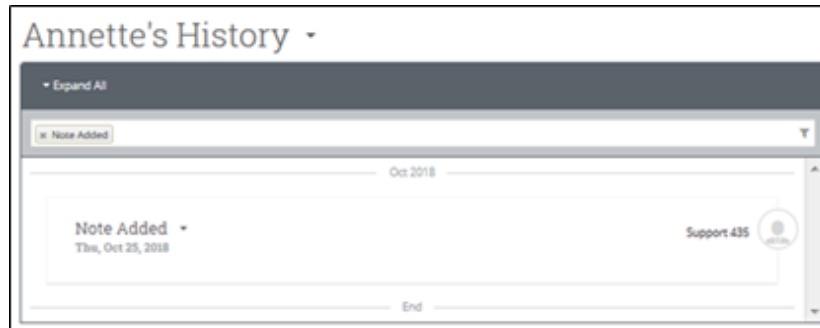 Annette's History
Expand All
Note Added
Oct 2018
Note Added
Thu, Oct 25, 2018
Support 435
End